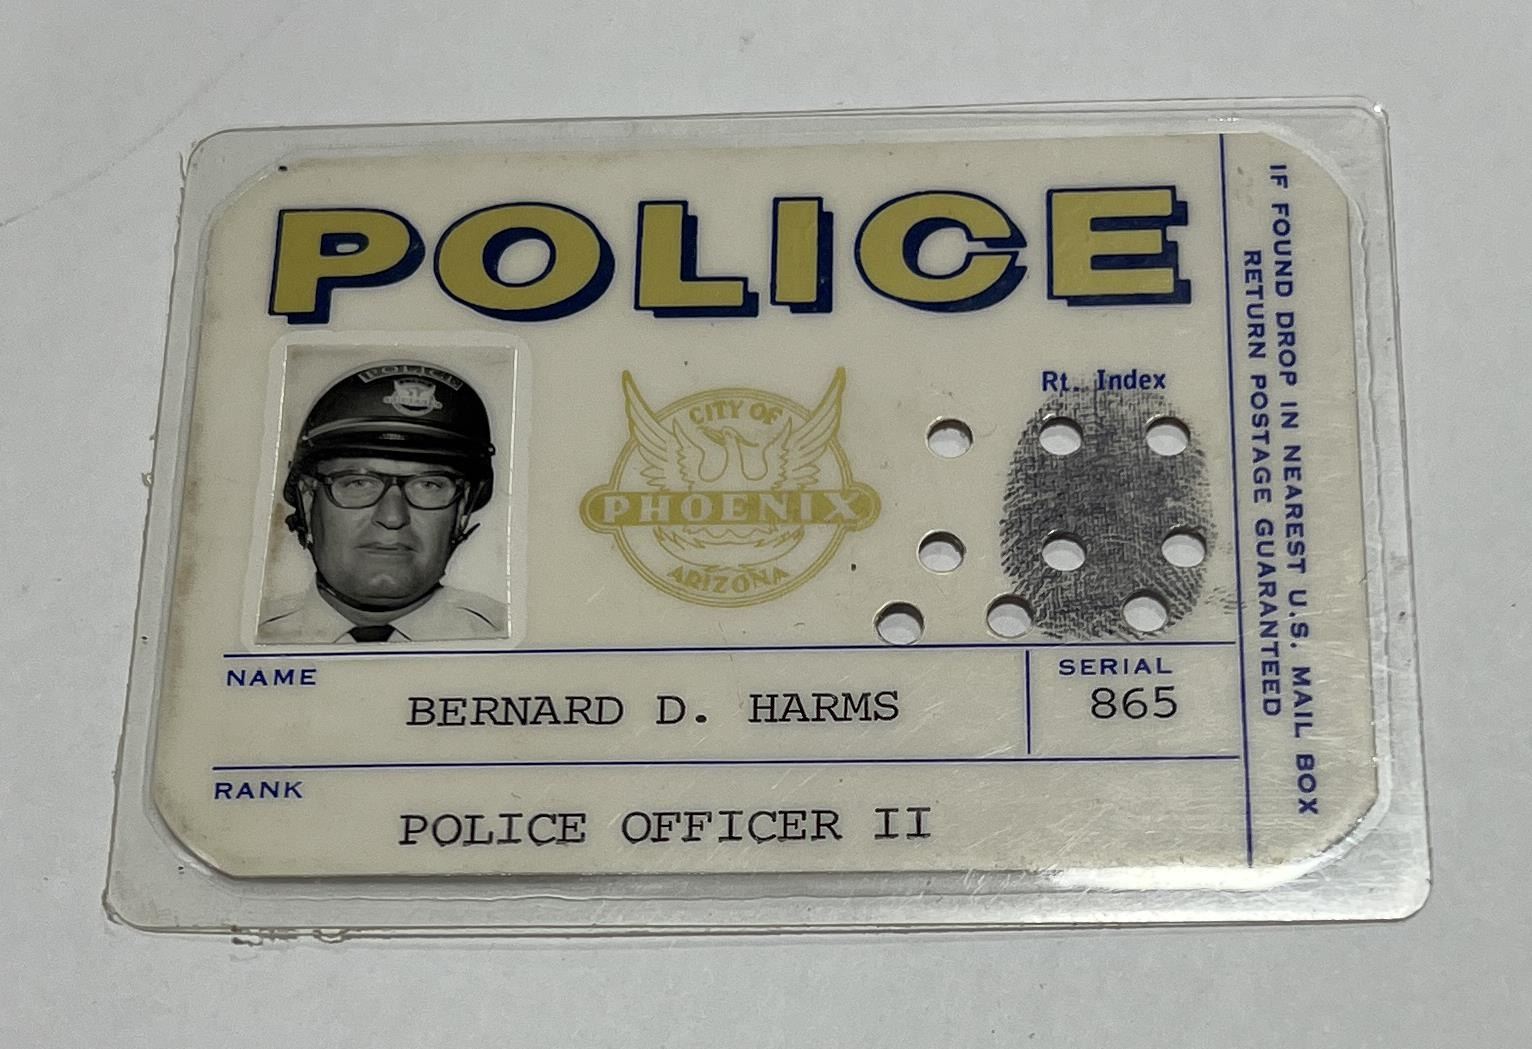 POLICE
POLICE
CITY OF
PHOENIX
ARIZONA
Rt. Index
NAME
BERNARD D. HARMS
SERIAL
865
RANK
POLICE OFFICER II
IF FOUND DROP IN NEAREST U.S. MAIL BOX
RETURN POSTAGE GUARANTEED